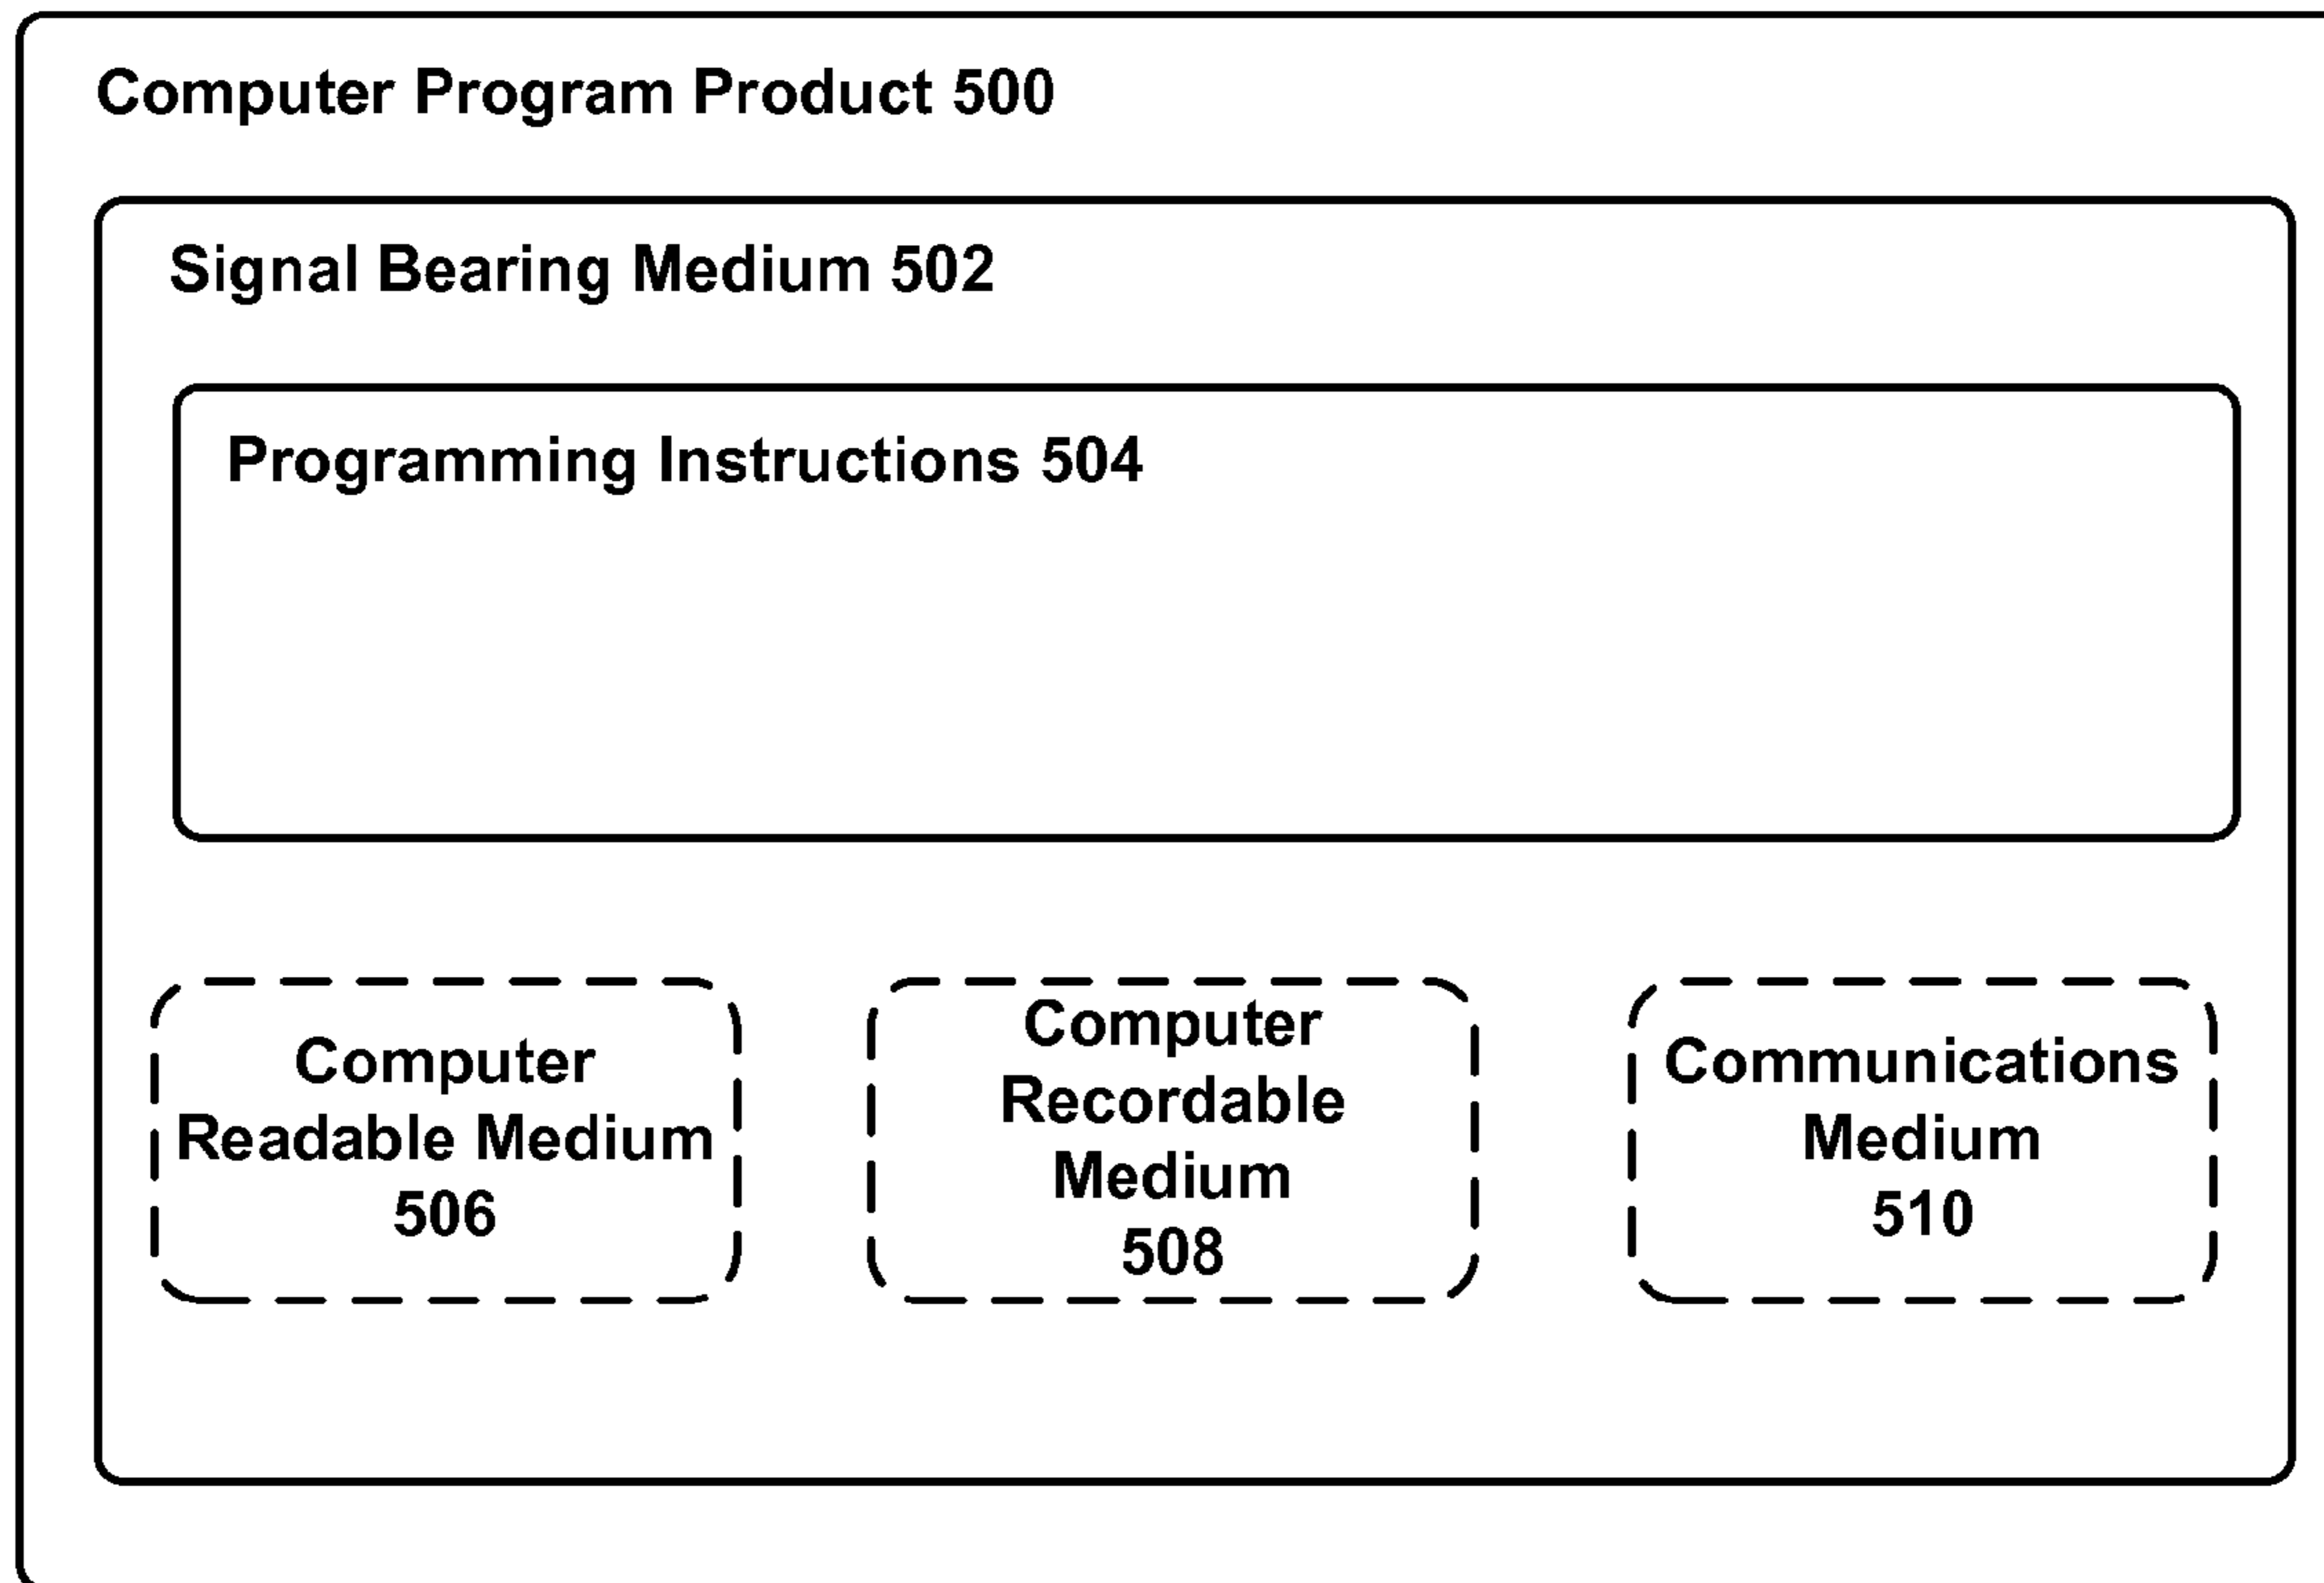 Computer Program Product 500
Signal Bearing Medium 502
Programming Instructions 504
Computer
Readable Medium
506
Computer
Recordable
Medium
508
Communications
Medium
510